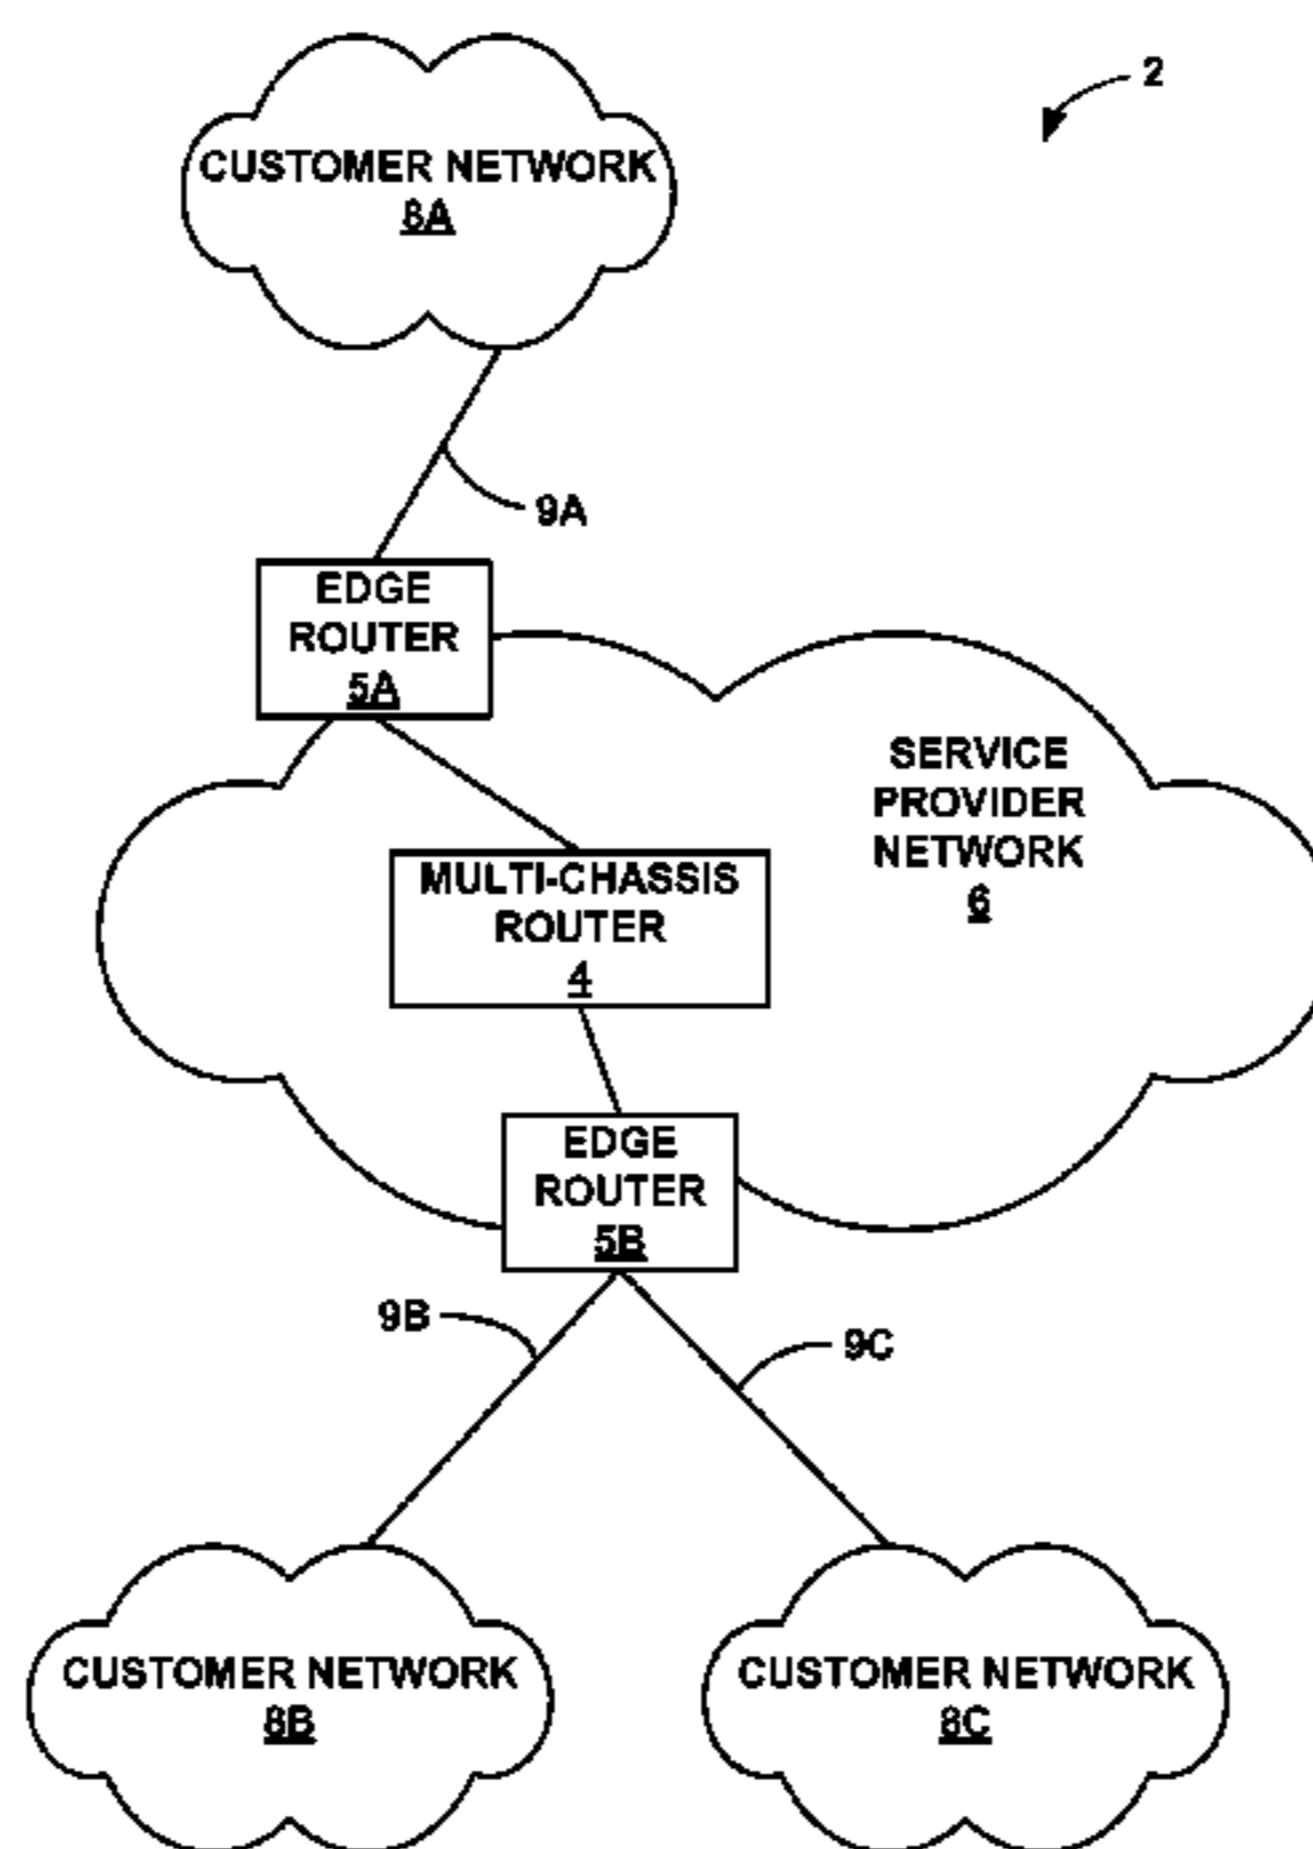 2
CUSTOMER NETWORK
8A
9A
EDGE
ROUTER
5A
SERVICE
PROVIDER
NETWORK
6
MULTI-CHASSIS
ROUTER
4
EDGE
ROUTER
5B
9B
9C
CUSTOMER NETWORK
8B
CUSTOMER NETWORK
8C